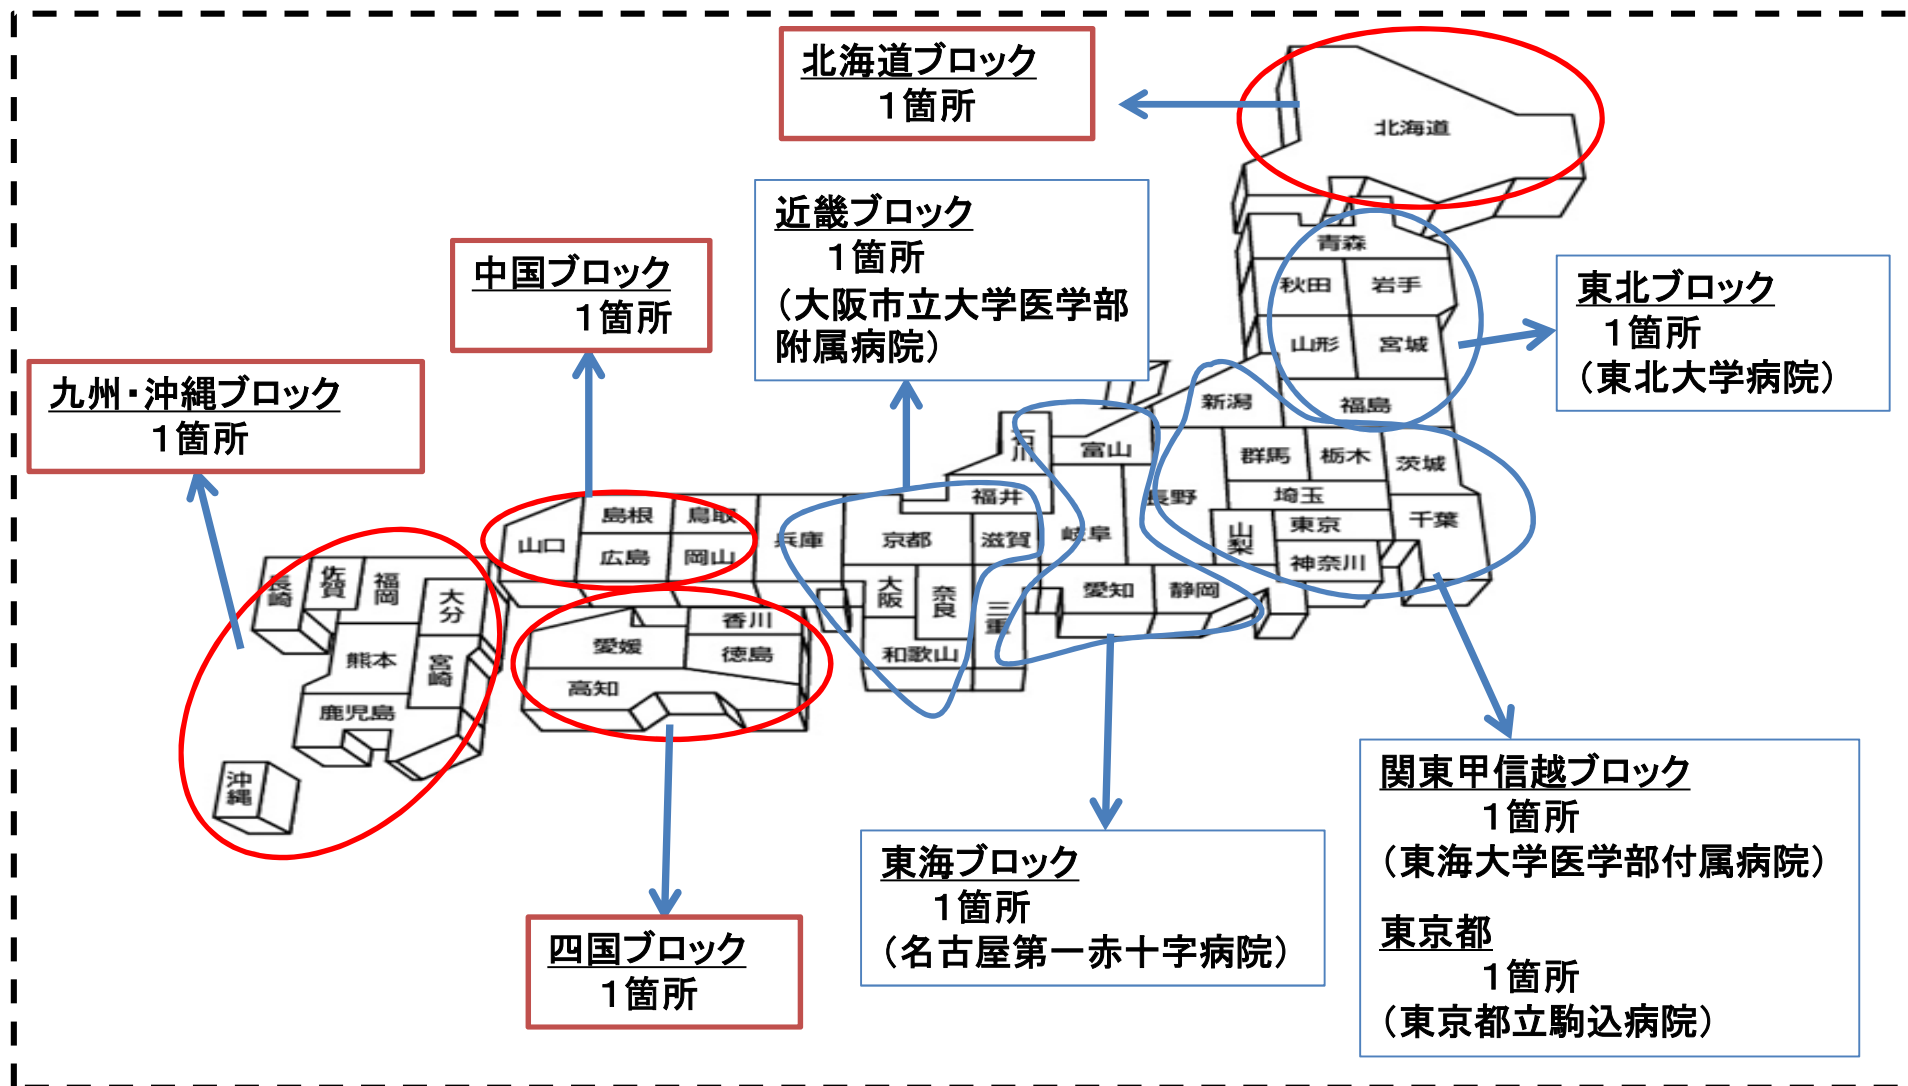 北海道ブロック
１箇所
近畿ブロック
１箇所
（大阪市立大学医学部
附属病院）
中国ブロック
１箇所
九州・沖縄ブロック
１箇所
東北ブロック
１箇所
（東北大学病院）
四国ブロック
１箇所
東海ブロック
１箇所
（名古屋第一赤十字病院）
関東甲信越ブロック
１箇所
（東海大学医学部付属病院）
東京都
１箇所
（東京都立駒込病院）
北海道
青森
秋田
岩手
山形
宮城
新潟
福島
石川
富山
群馬
栃木
茨城
福井
長野
埼玉
千葉
島根
鳥取
山口
広島
岡山
兵庫
京都
滋賀
岐阜
山梨
東京
神奈川
長崎
佐賀
福岡
大分
大阪
奈良
三重
愛知
静岡
香川
愛媛
徳島
和歌山
熊本
宮崎
高知
鹿児島
沖縄